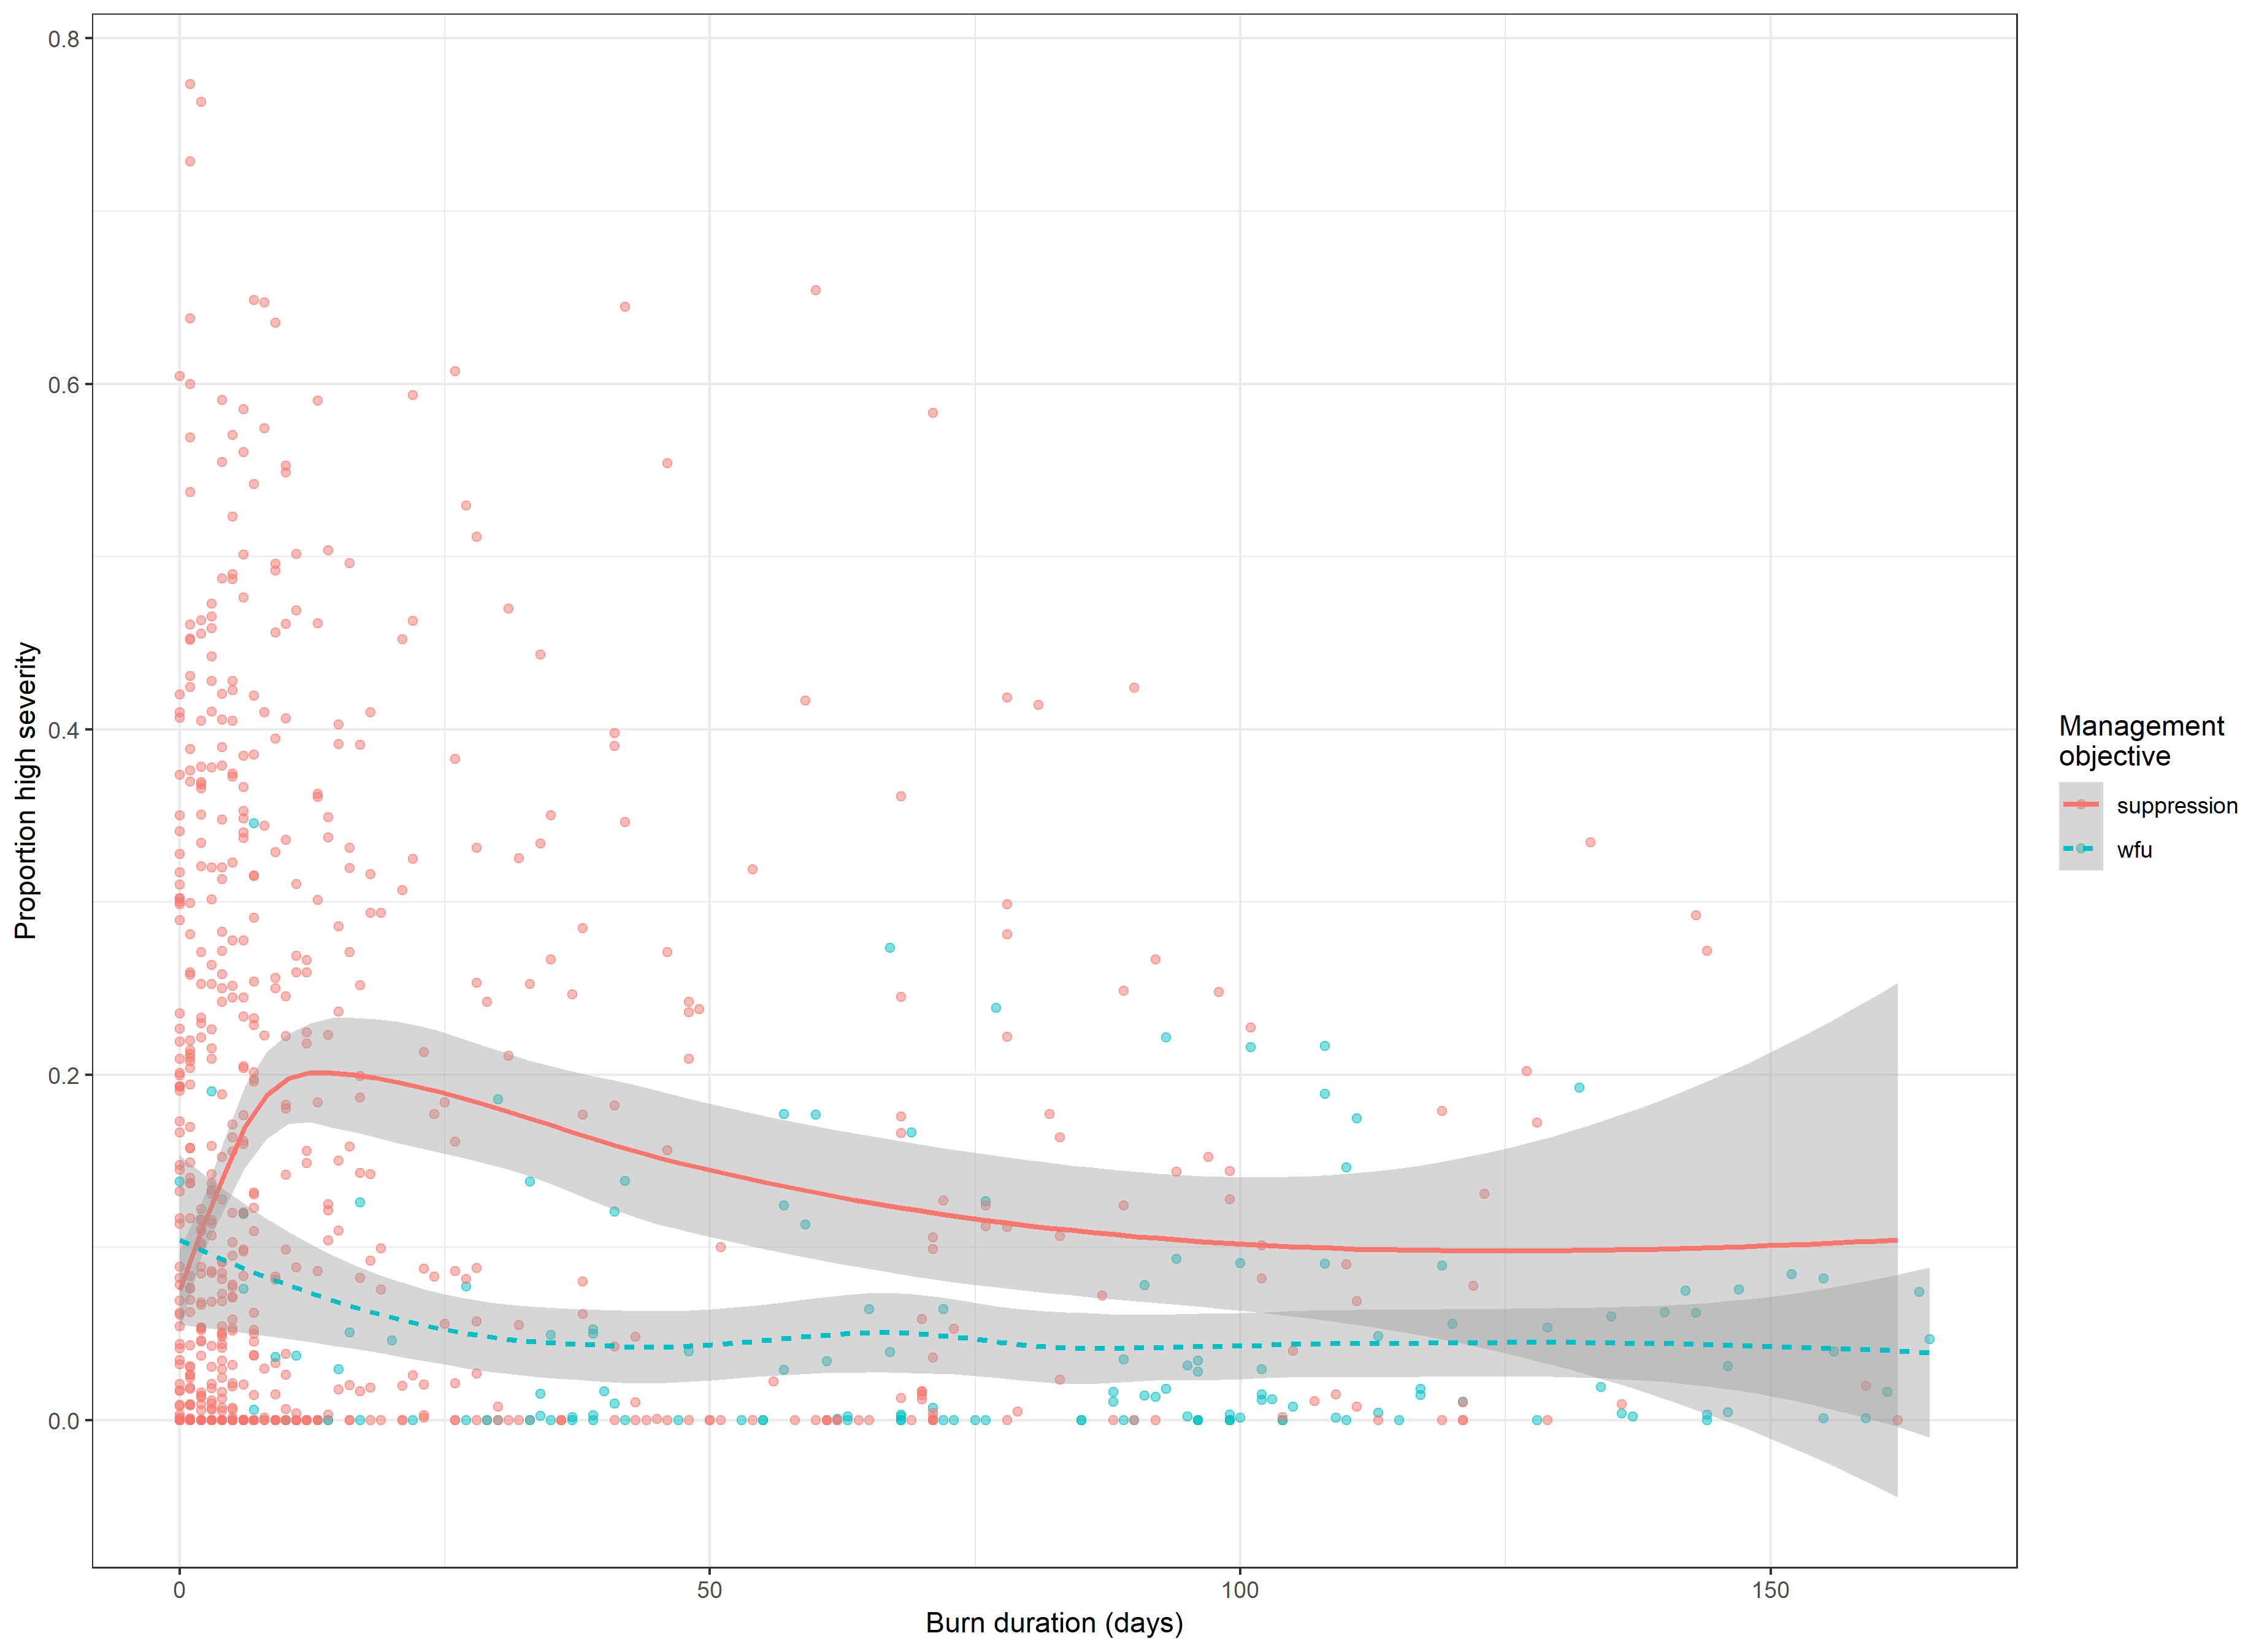 0.8
0.6
0.4
0.2
0.0
Proportion high severity
0
50
100
150
Burn duration (days)
Management
objective
suppression
wfu